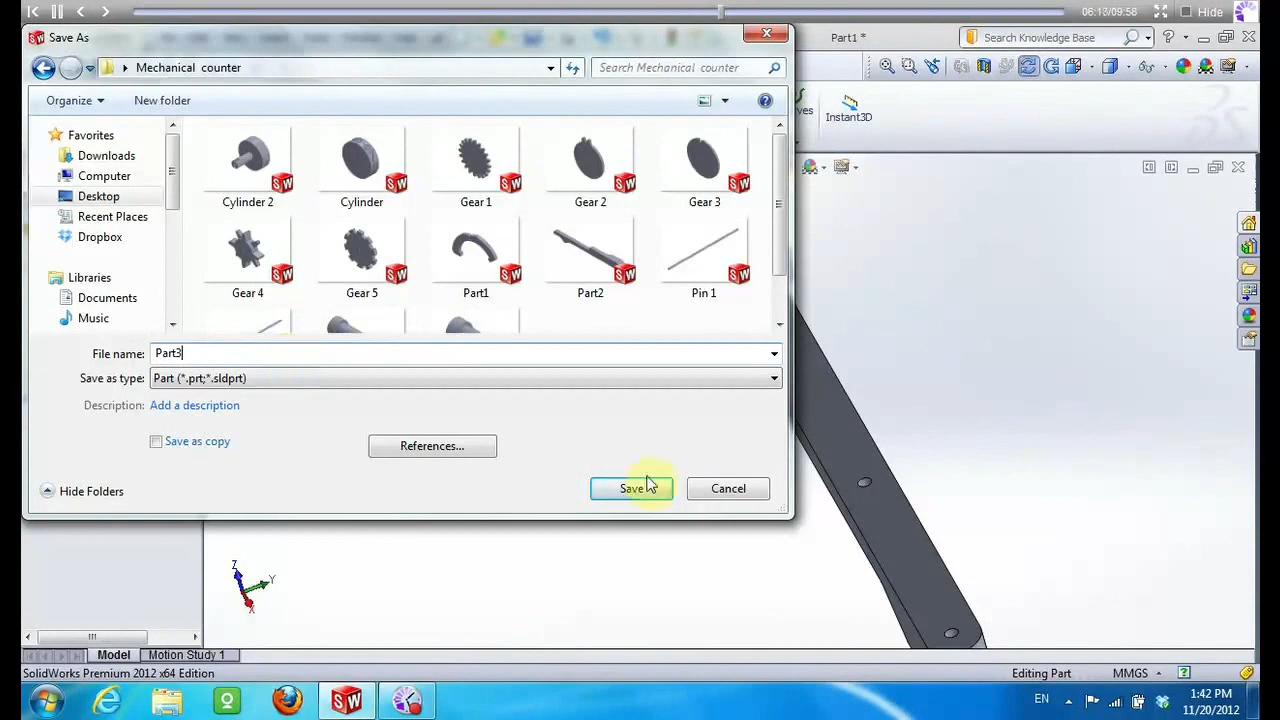 06:13/09:56
Hide
Save As
Part1 *
Search Knowledge Base
Mechanical counter
Search Mechanical counter
Organize
New folder
Instant3D
Favorites
Downloads
Computer
Desktop
Recent Places
Dropbox
Libraries
Documents
Music
Cylinder 2
Cylinder
Gear 1
Gear 2
Gear 3
Gear 4
Gear 5
Part1
Part2
Pin 1
File name: Part3
Save as type: Part (*.prt;*.sldprt)
Description: Add a description
Save as copy
References...
Hide Folders
Save
Cancel
Z
Y
X
Model
Motion Study 1
SolidWorks Premium 2012 x64 Edition
Editing Part
MMGS
EN
1:42 PM
11/20/2012